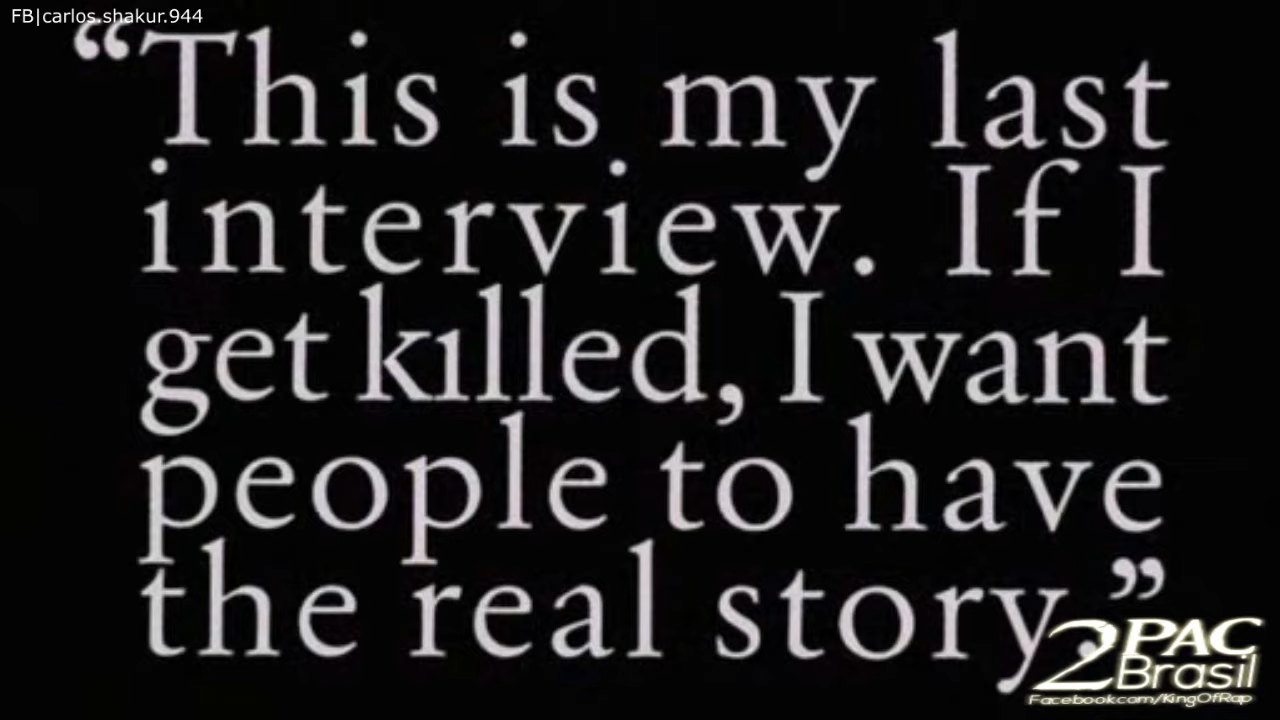 FB|carlos.shakur.944
“This is my last
interview. If I
get killed, I want
people to have
the real story.”
2PAC
Brasil
Facebook.com/KingOfRap